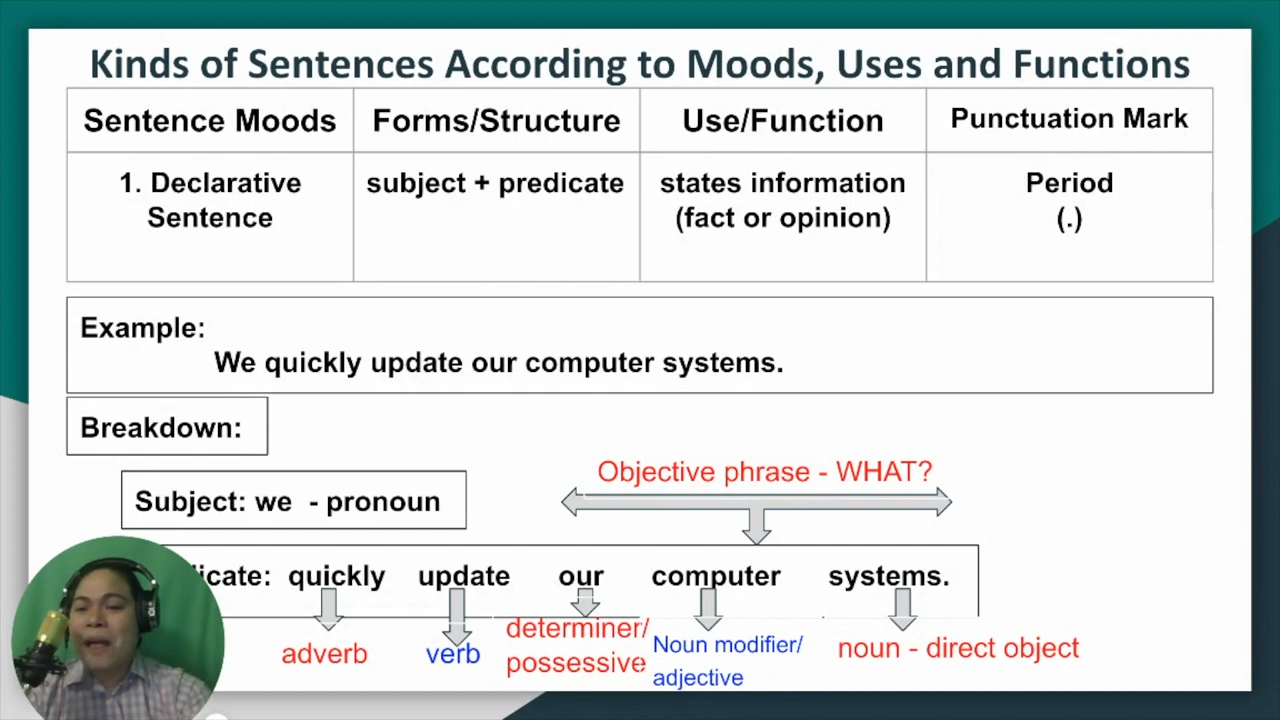 Kinds of Sentences According to Moods, Uses and Functions
Sentence Moods Forms/Structure Use/Function Punctuation Mark
1. Declarative subject + predicate states information Period
Sentence (fact or opinion) (.)
Example:
We quickly update our computer systems.
Breakdown:
Objective phrase - WHAT?
Subject: we - pronoun
licate: quickly update our computer systems.
adverb verb determiner/ Noun modifier/ noun - direct object
possessive adjective